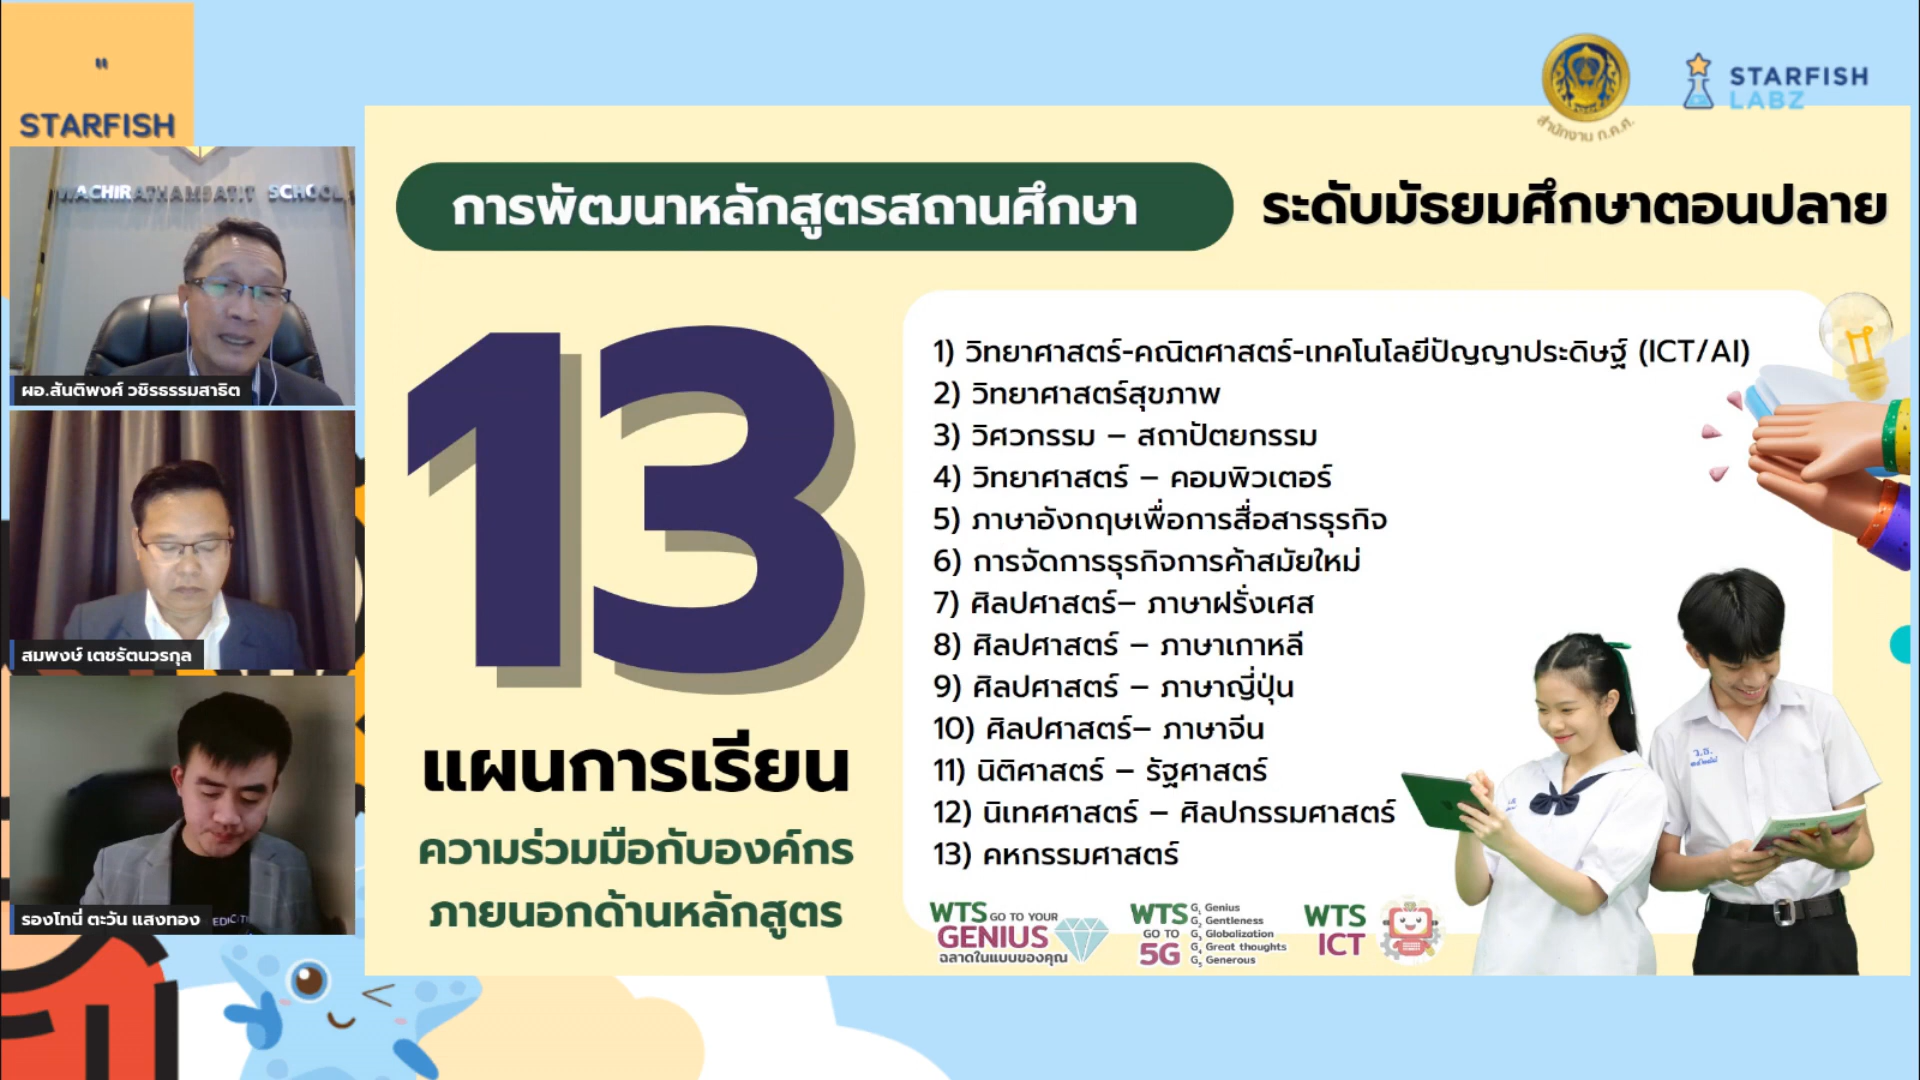 "
STARFISH
WACHIRATHAMSATIT SCHOOL
ผอ.สันติพงศ์ วชิรธรรมสาธิต
สมพงษ์ เตชรัตนวรกุล
รองโทนี่ ตะวัน แสงทอง
สำนักงาน ก.ค.ศ.
STARFISH
LABZ
การพัฒนาหลักสูตรสถานศึกษา
ระดับมัธยมศึกษาตอนปลาย
13
แผนการเรียน
ความร่วมมือกับองค์กร
ภายนอกด้านหลักสูตร
1) วิทยาศาสตร์-คณิตศาสตร์-เทคโนโลยีปัญญาประดิษฐ์ (ICT/AI)
2) วิทยาศาสตร์สุขภาพ
3) วิศวกรรม – สถาปัตยกรรม
4) วิทยาศาสตร์ – คอมพิวเตอร์
5) ภาษาอังกฤษเพื่อการสื่อสารธุรกิจ
6) การจัดการธุรกิจการค้าสมัยใหม่
7) ศิลปศาสตร์– ภาษาฝรั่งเศส
8) ศิลปศาสตร์ – ภาษาเกาหลี
9) ศิลปศาสตร์ – ภาษาญี่ปุ่น
10) ศิลปศาสตร์– ภาษาจีน
11) นิติศาสตร์ – รัฐศาสตร์
12) นิเทศศาสตร์ – ศิลปกรรมศาสตร์
13) คหกรรมศาสตร์
WTS GO TO YOUR
GENIUS
ฉลาดในแบบของคุณ
WTS
GO TO
5G
G1 Genius
G2 Gentleness
G3 Globalization
G4 Great thoughts
G5 Generous
WTS
ICT
ว.ธ.